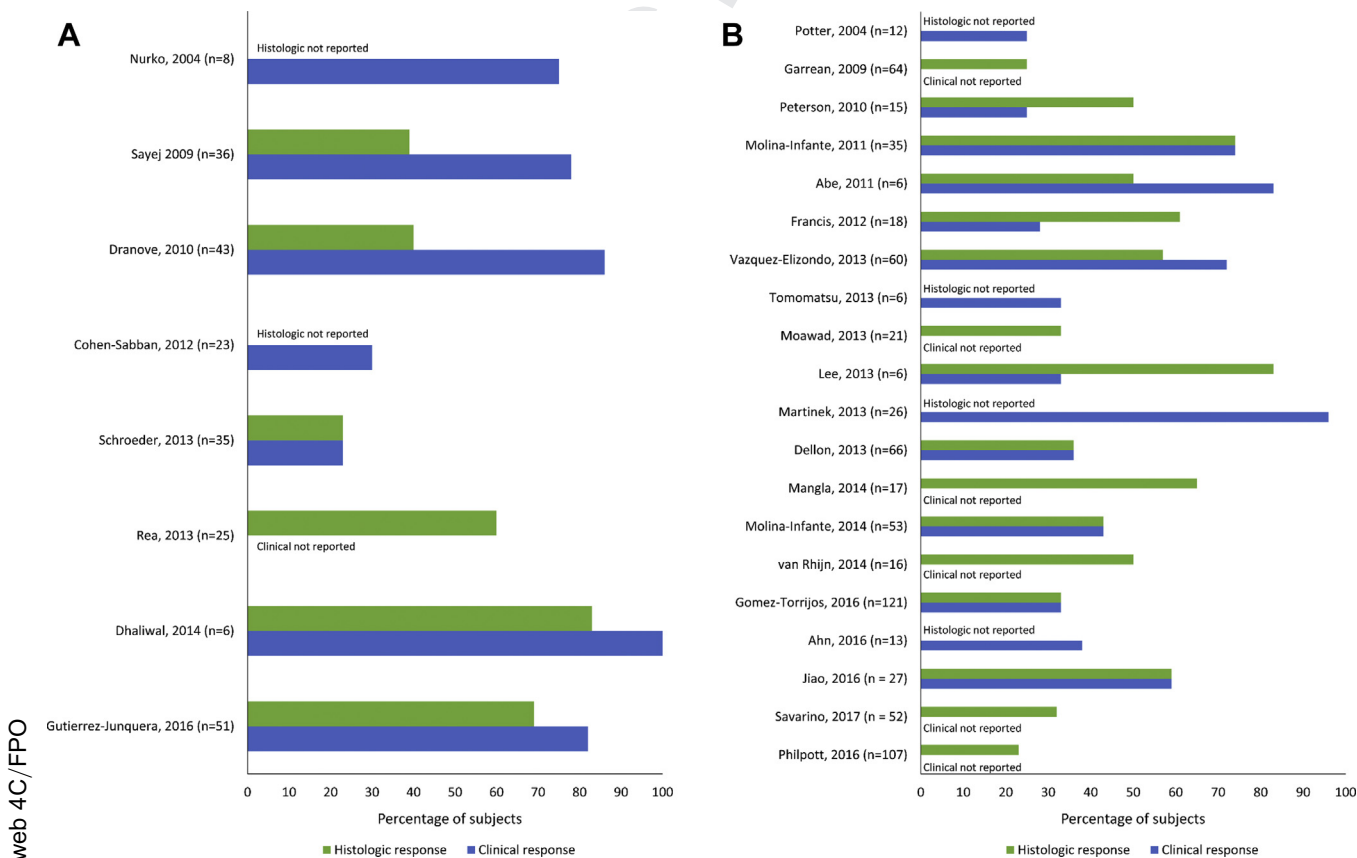 A
Nurko, 2004 (n=8)
Histologic not reported
Sayej 2009 (n=36)
Dranove, 2010 (n=43)
Cohen-Sabban, 2012 (n=23)
Histologic not reported
Schroeder, 2013 (n=35)
Rea, 2013 (n=25)
Clinical not reported
Dhaliwal, 2014 (n=6)
Gutierrez-Junquera, 2016 (n=51)
0 10 20 30 40 50 60 70 80 90 100
Percentage of subjects
Histologic response Clinical response
B
Potter, 2004 (n=12)
Histologic not reported
Garrean, 2009 (n=64)
Clinical not reported
Peterson, 2010 (n=15)
Molina-Infante, 2011 (n=35)
Abe, 2011 (n=6)
Francis, 2012 (n=18)
Vazquez-Elizondo, 2013 (n=60)
Tomomatsu, 2013 (n=6)
Histologic not reported
Moawad, 2013 (n=21)
Clinical not reported
Lee, 2013 (n=6)
Martinek, 2013 (n=26)
Histologic not reported
Dellon, 2013 (n=66)
Mangla, 2014 (n=17)
Clinical not reported
Molina-Infante, 2014 (n=53)
van Rhijn, 2014 (n=16)
Clinical not reported
Gomez-Torrijos, 2016 (n=121)
Ahn, 2016 (n=13)
Histologic not reported
Jiao, 2016 (n = 27)
Savarino, 2017 (n = 52)
Clinical not reported
Philpott, 2016 (n=107)
Clinical not reported
0 10 20 30 40 50 60 70 80 90 100
Percentage of subjects
Histologic response Clinical response
web 4C/FPO